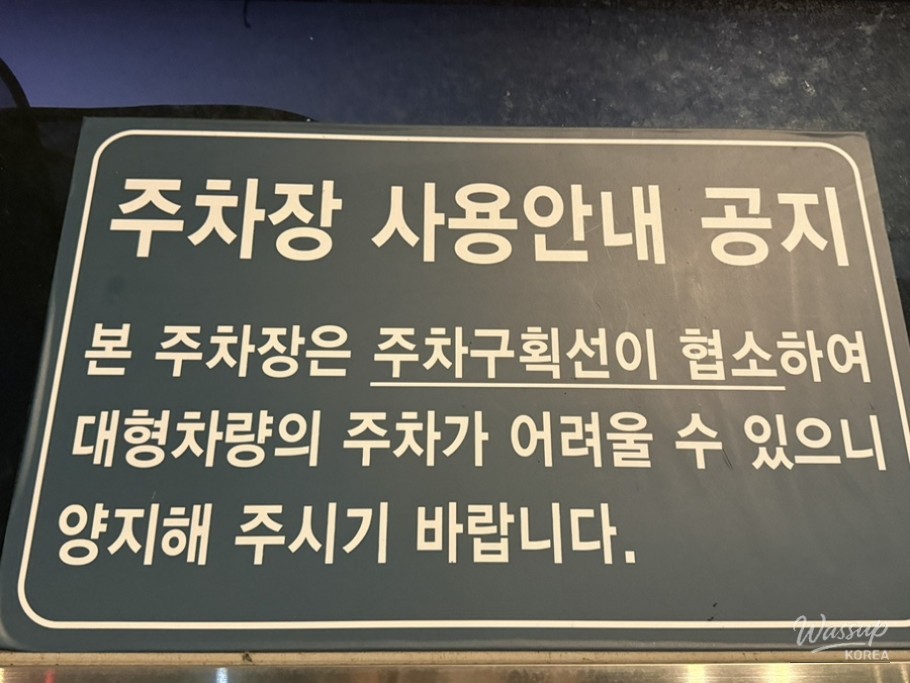 주차장 사용안내 공지
본 주차장은 주차구획선이 협소하여
대형차량의 주차가 어려울 수 있으니
양지해 주시기 바랍니다.
Wassup
KOREA